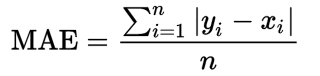 MAE = \frac{\sum_{i=1}^{n} |y_i - x_i|}{n}